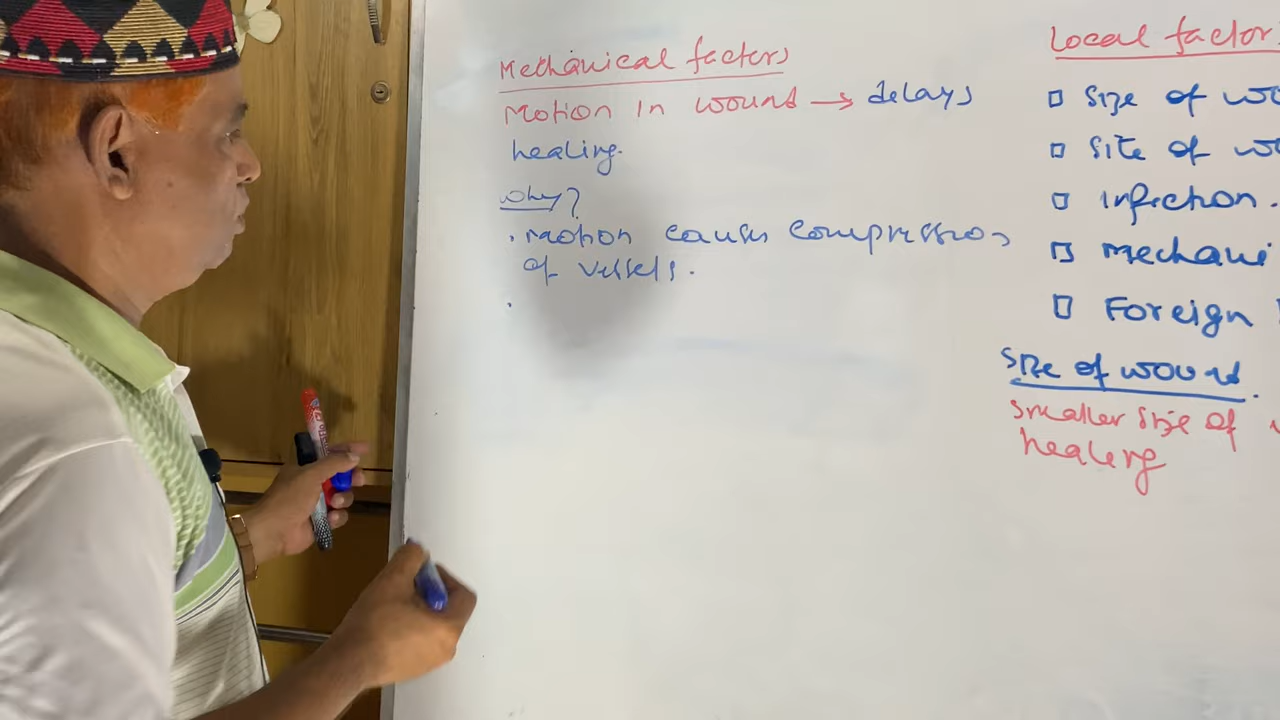 Mechanical factors
Motion in wound → delays
healing.
why?
. Motion causes compression
of vessels.
.
Local factor
□ Size of
□ Site of
□ Infection.
□ Mechani
□ Foreign
Size of wound.
Smaller size of
healing